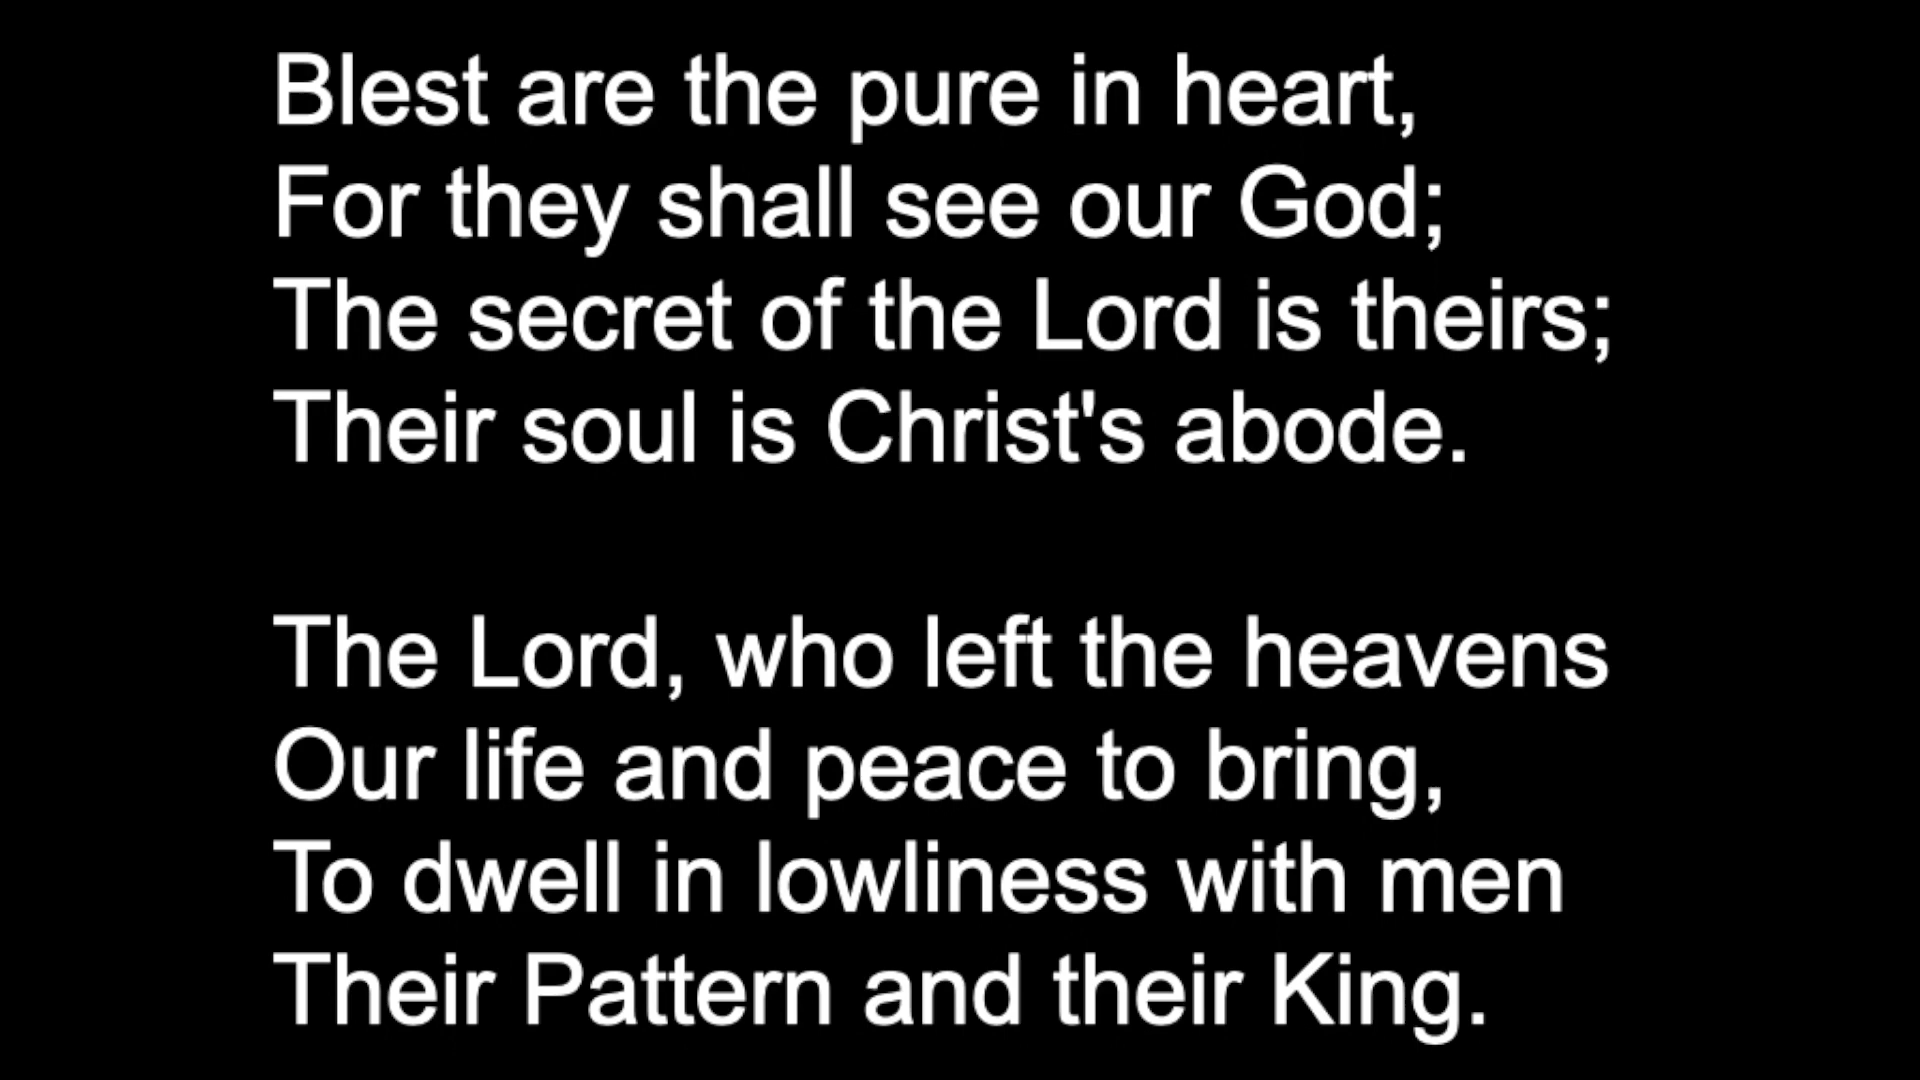 Blest are the pure in heart,
For they shall see our God;
The secret of the Lord is theirs;
Their soul is Christ's abode.

The Lord, who left the heavens
Our life and peace to bring,
To dwell in lowliness with men
Their Pattern and their King.